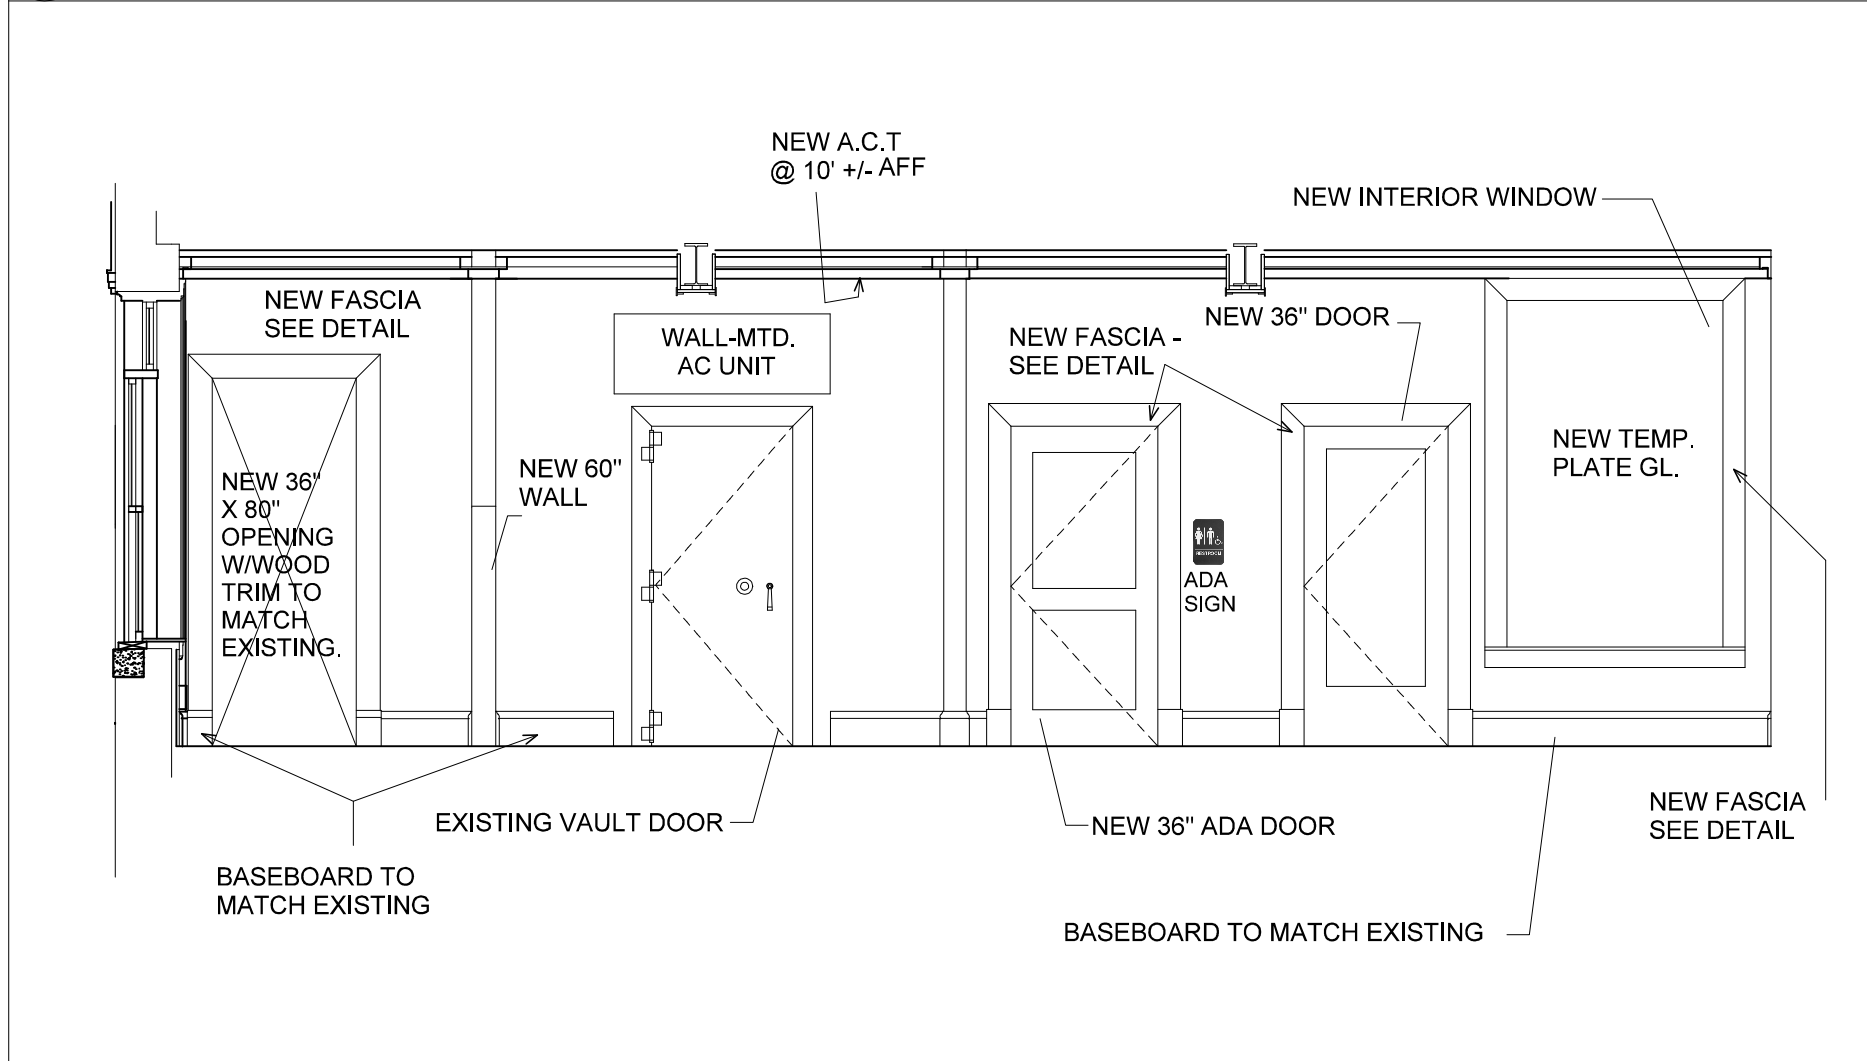 NEW A.C.T
@ 10' +/- AFF
NEW INTERIOR WINDOW
NEW FASCIA
SEE DETAIL
WALL-MTD.
AC UNIT
NEW FASCIA -
SEE DETAIL
NEW 36" DOOR
NEW 36"
X 80"
OPENING
W/WOOD
TRIM TO
MATCH
EXISTING.
NEW 60"
WALL
NEW TEMP.
PLATE GL.
RESTROOM
ADA
SIGN
EXISTING VAULT DOOR
NEW 36" ADA DOOR
NEW FASCIA
SEE DETAIL
BASEBOARD TO
MATCH EXISTING
BASEBOARD TO MATCH EXISTING